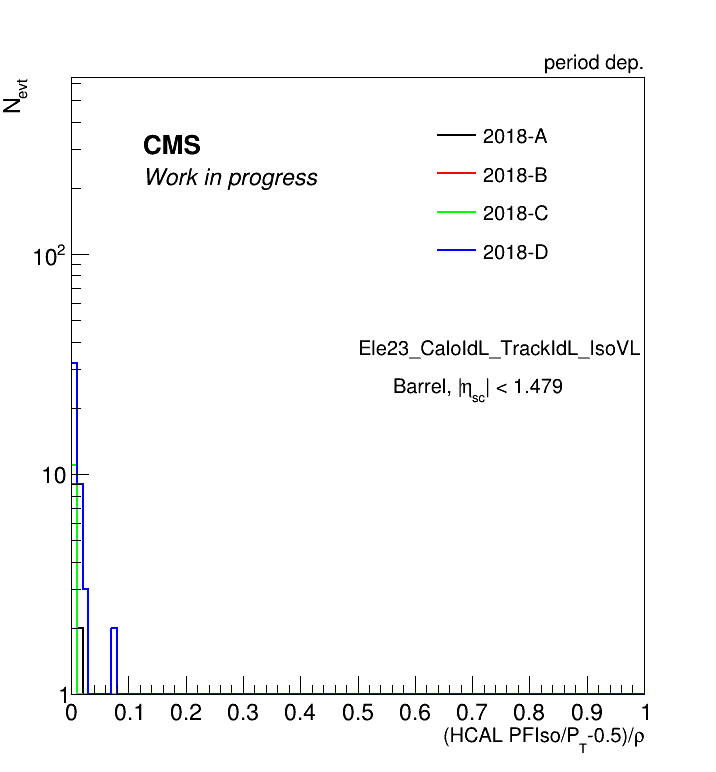 period dep.
N_evt
CMS
Work in progress
2018-A
2018-B
2018-C
2018-D
10²
Ele23_CaloIdL_TrackIdL_IsoVL
Barrel, |η_sc| < 1.479
10
1
0 0.1 0.2 0.3 0.4 0.5 0.6 0.7 0.8 0.9 1
(HCAL PFIso/P_T-0.5)/ρ